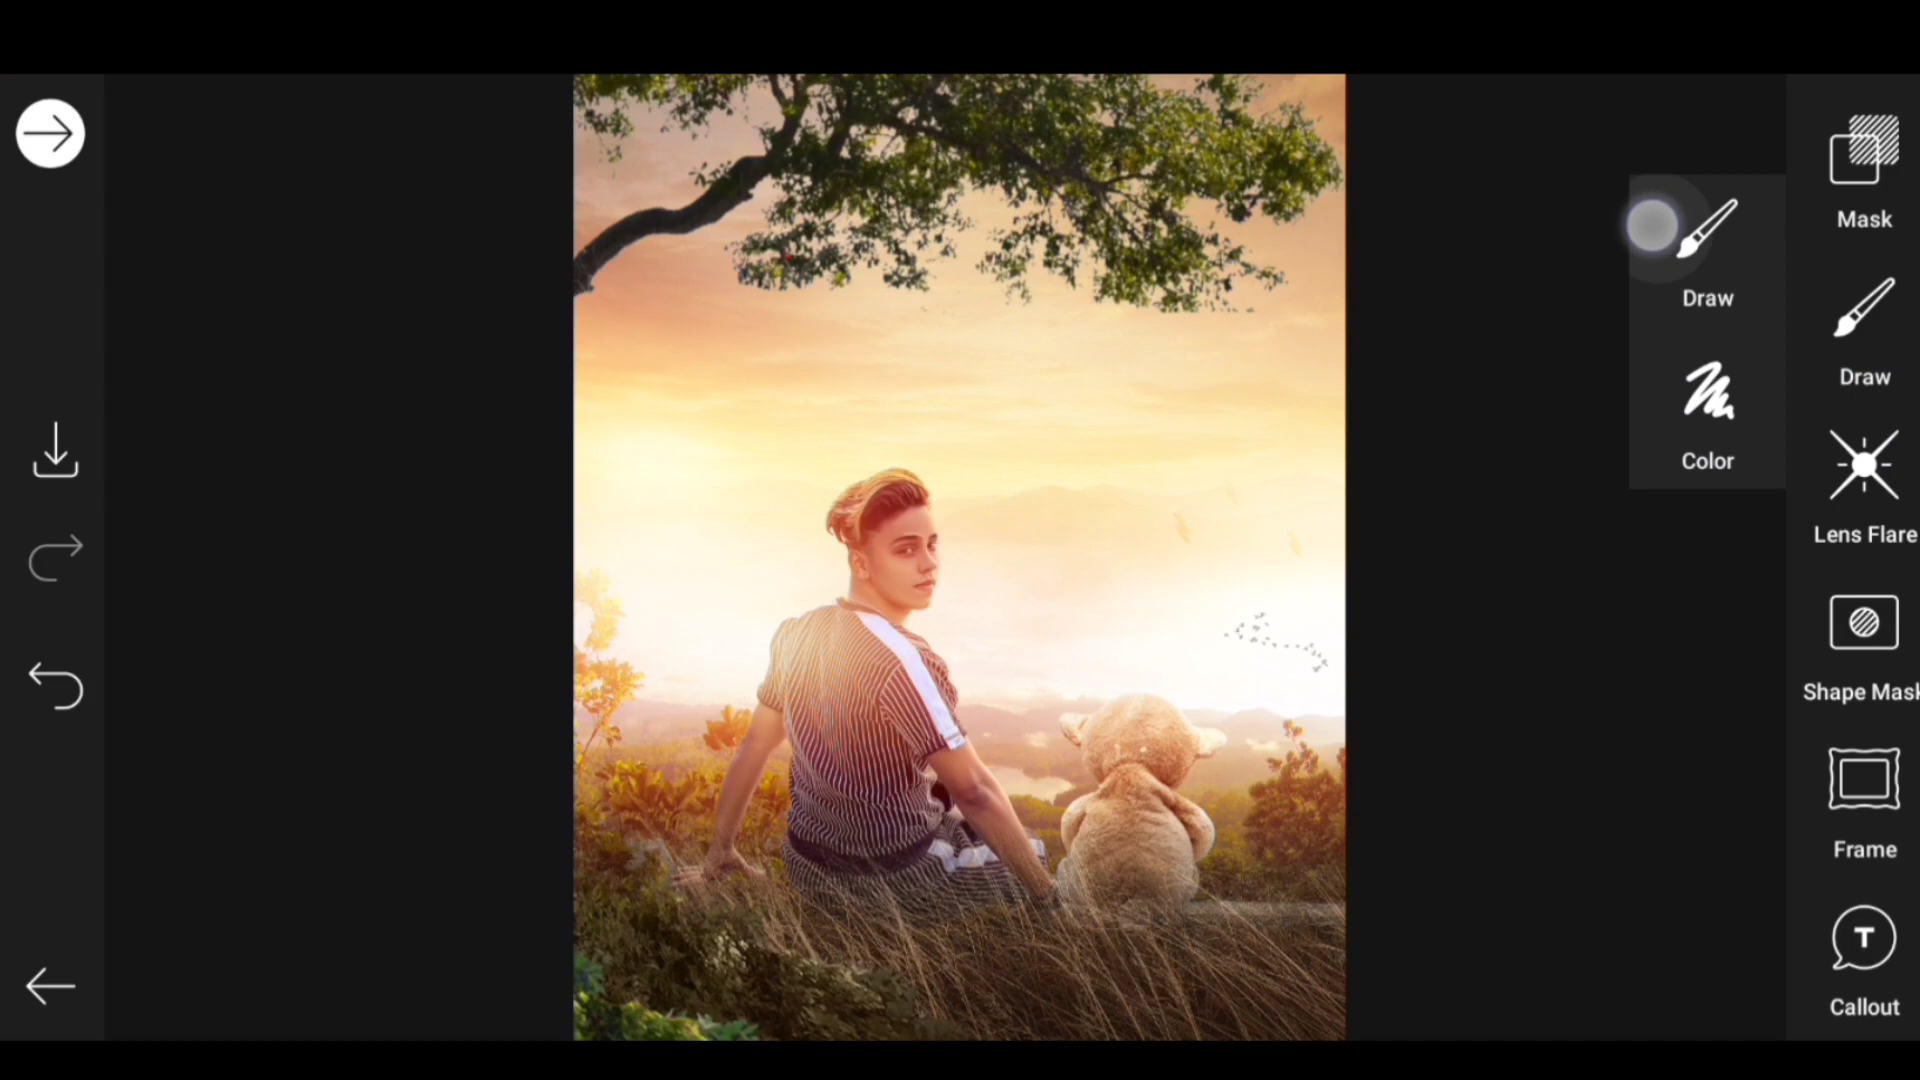 Mask
Draw
Color
Draw
Lens Flare
Shape Mask
Frame
T
Callout